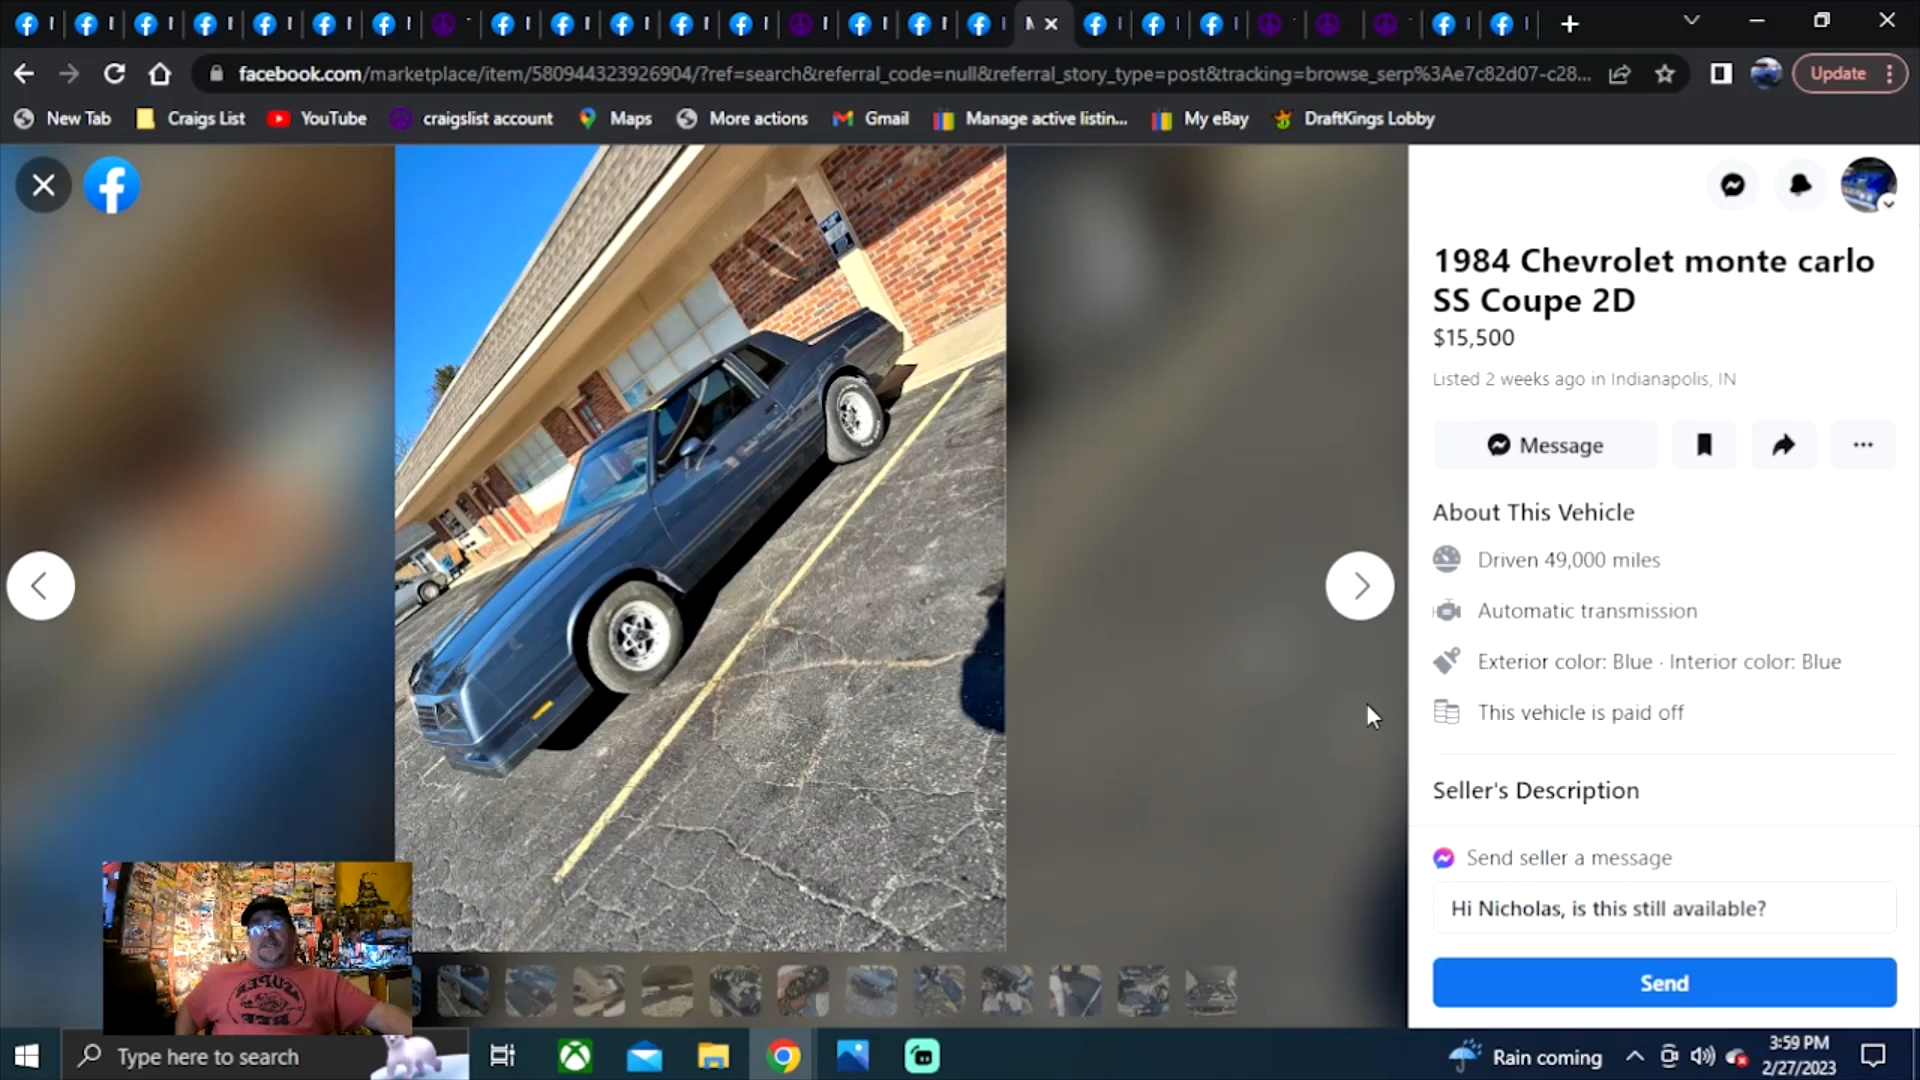 facebook.com/marketplace/item/580944323926904/?ref=search&referral_code=null&referral_story_type=post&tracking=browse_serp%3Ae7c82d07-c28...
Update
New Tab
Craigs List
YouTube
craigslist account
Maps
More actions
Gmail
Manage active listin...
My eBay
DraftKings Lobby
1984 Chevrolet monte carlo
SS Coupe 2D
$15,500
Listed 2 weeks ago in Indianapolis, IN
Message
About This Vehicle
Driven 49,000 miles
Automatic transmission
Exterior color: Blue · Interior color: Blue
This vehicle is paid off
Seller's Description
Send seller a message
Hi Nicholas, is this still available?
Send
Type here to search
Rain coming
3:59 PM
2/27/2023